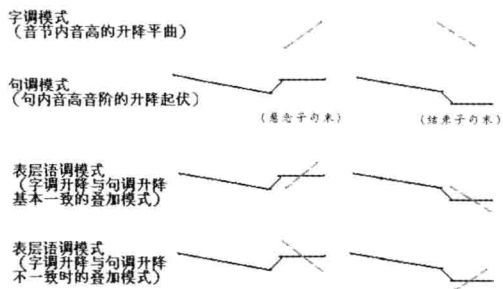 字调模式
（音节内音高的升降平曲）
句调模式
（句内音高音阶的升降起伏）
（悬念子句末）
（结束子句末）
表层语调模式
（字调升降与句调升降
基本一致的叠加模式）
表层语调模式
（字调升降与句调升降
不一致时的叠加模式）